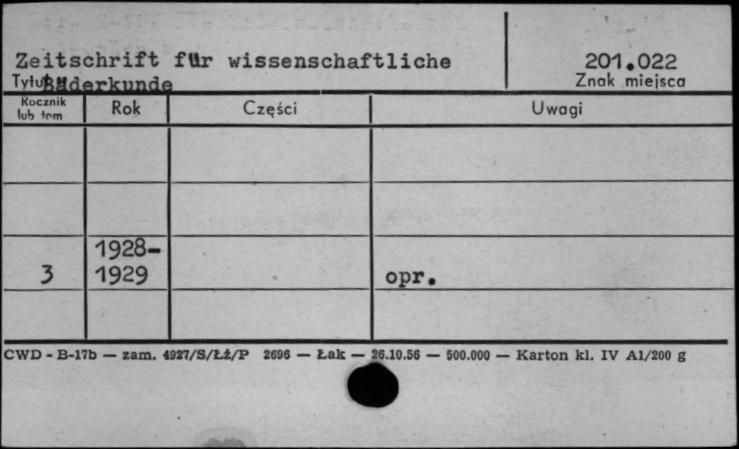 Zeitschrift für wissenschaftliche 201.022
Tytuł Bäderkunde Znak miejsca
Rocznik lub tom Rok Części Uwagi
1928-
3 1929 opr.
CWD - B-17b — zam. 4927/S/ŁŹ/P 2696 — Łak — 26.10.56 — 500.000 — Karton kl. IV A1/200 g